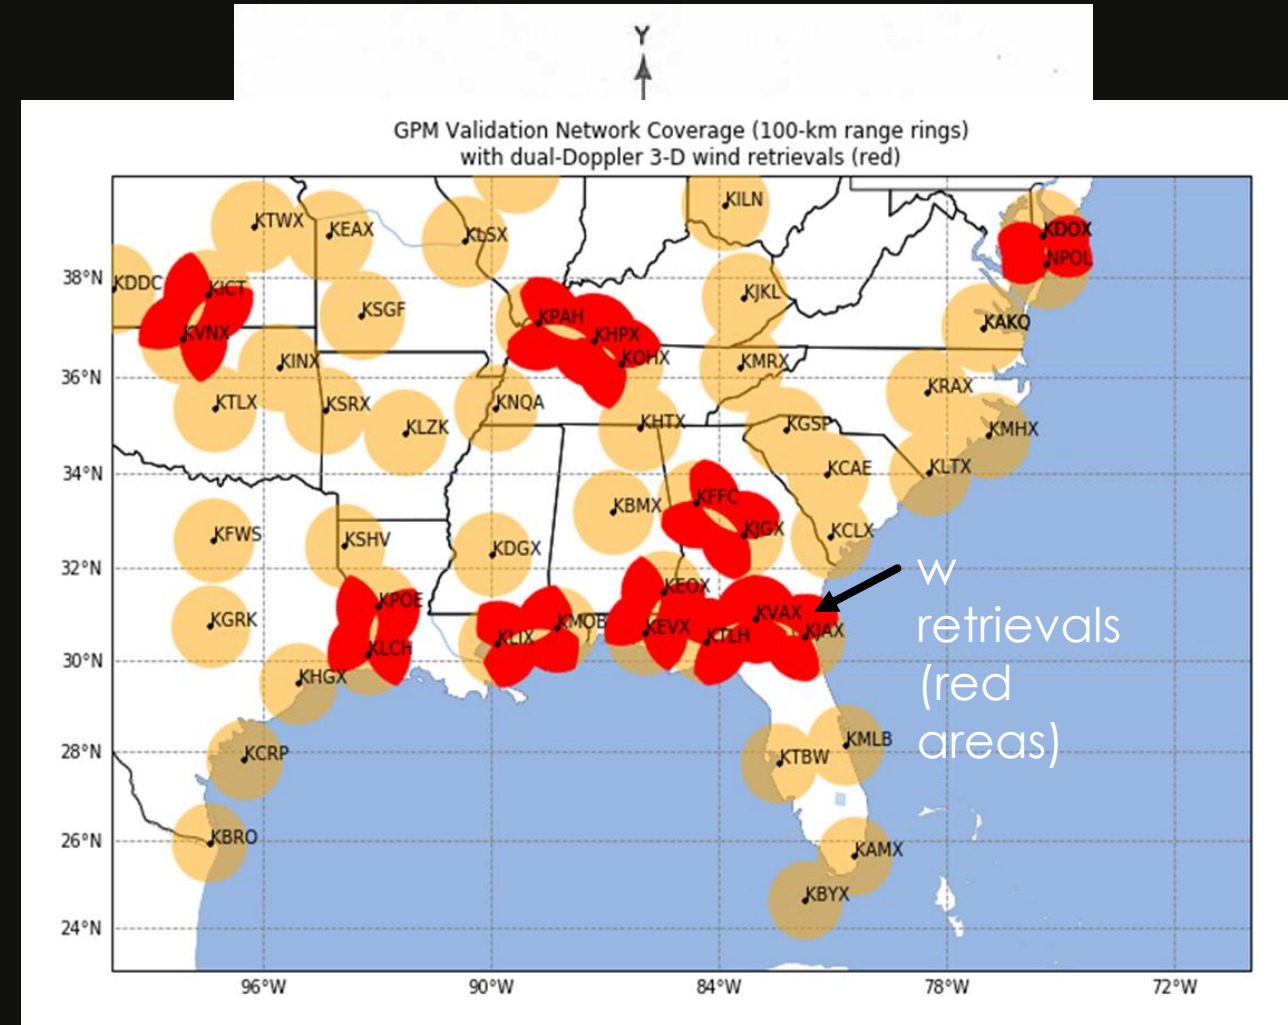 Y
GPM Validation Network Coverage (100-km range rings)
with dual-Doppler 3-D wind retrievals (red)
KILN
KTWX
KEAX
KLSX
KDOX
NPOL
38°N
KDDC
KICT
KJKL
KSGF
KPAH
KAKQ
KVNX
KHPX
KOHX
KINX
KMRX
36°N
KRAX
KTLX
KSRX
KNQA
KLZK
KHTX
KGSP
KMHX
34°N
KCAE
KLTX
KFFC
KBMX
KJGX
KCLX
KFWS
KSHV
KDGX
32°N
w
retrievals
(red
areas)
KEOX
KPOE
KVAX
KGRK
KMOB
KEVX
KTLH
KJAX
KLIX
KLCH
30°N
KHGX
28°N
KCRP
KTBW
KMLB
26°N
KBRO
KAMX
KBYX
24°N
96°W
90°W
84°W
78°W
72°W